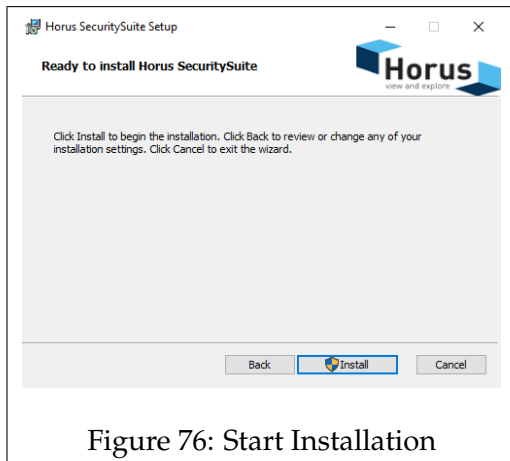 Horus SecuritySuite Setup
Ready to install Horus SecuritySuite
Horus
view and explore
Click Install to begin the installation. Click Back to review or change any of your
installation settings. Click Cancel to exit the wizard.
Back Install Cancel
Figure 76: Start Installation